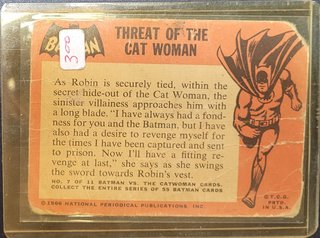 BATMAN
300
THREAT OF THE
CAT WOMAN
As Robin is securely tied, within the
secret hide-out of the Cat Woman, the
sinister villainess approaches him with
a long blade. "I have always had a fond-
ness for you and the Batman, but I have
also had a desire to revenge myself for
the times I have been captured and sent
to prison. Now I'll have a fitting re-
venge at last," she says as she swings
the sword towards Robin's vest.
NO. 7 OF 11 BATMAN VS. THE CATWOMAN CARDS.
COLLECT THE ENTIRE SERIES OF 55 BATMAN CARDS
©1966 NATIONAL PERIODICAL PUBLICATIONS, INC.
©T.C.G.
PRTD.
IN U.S.A.